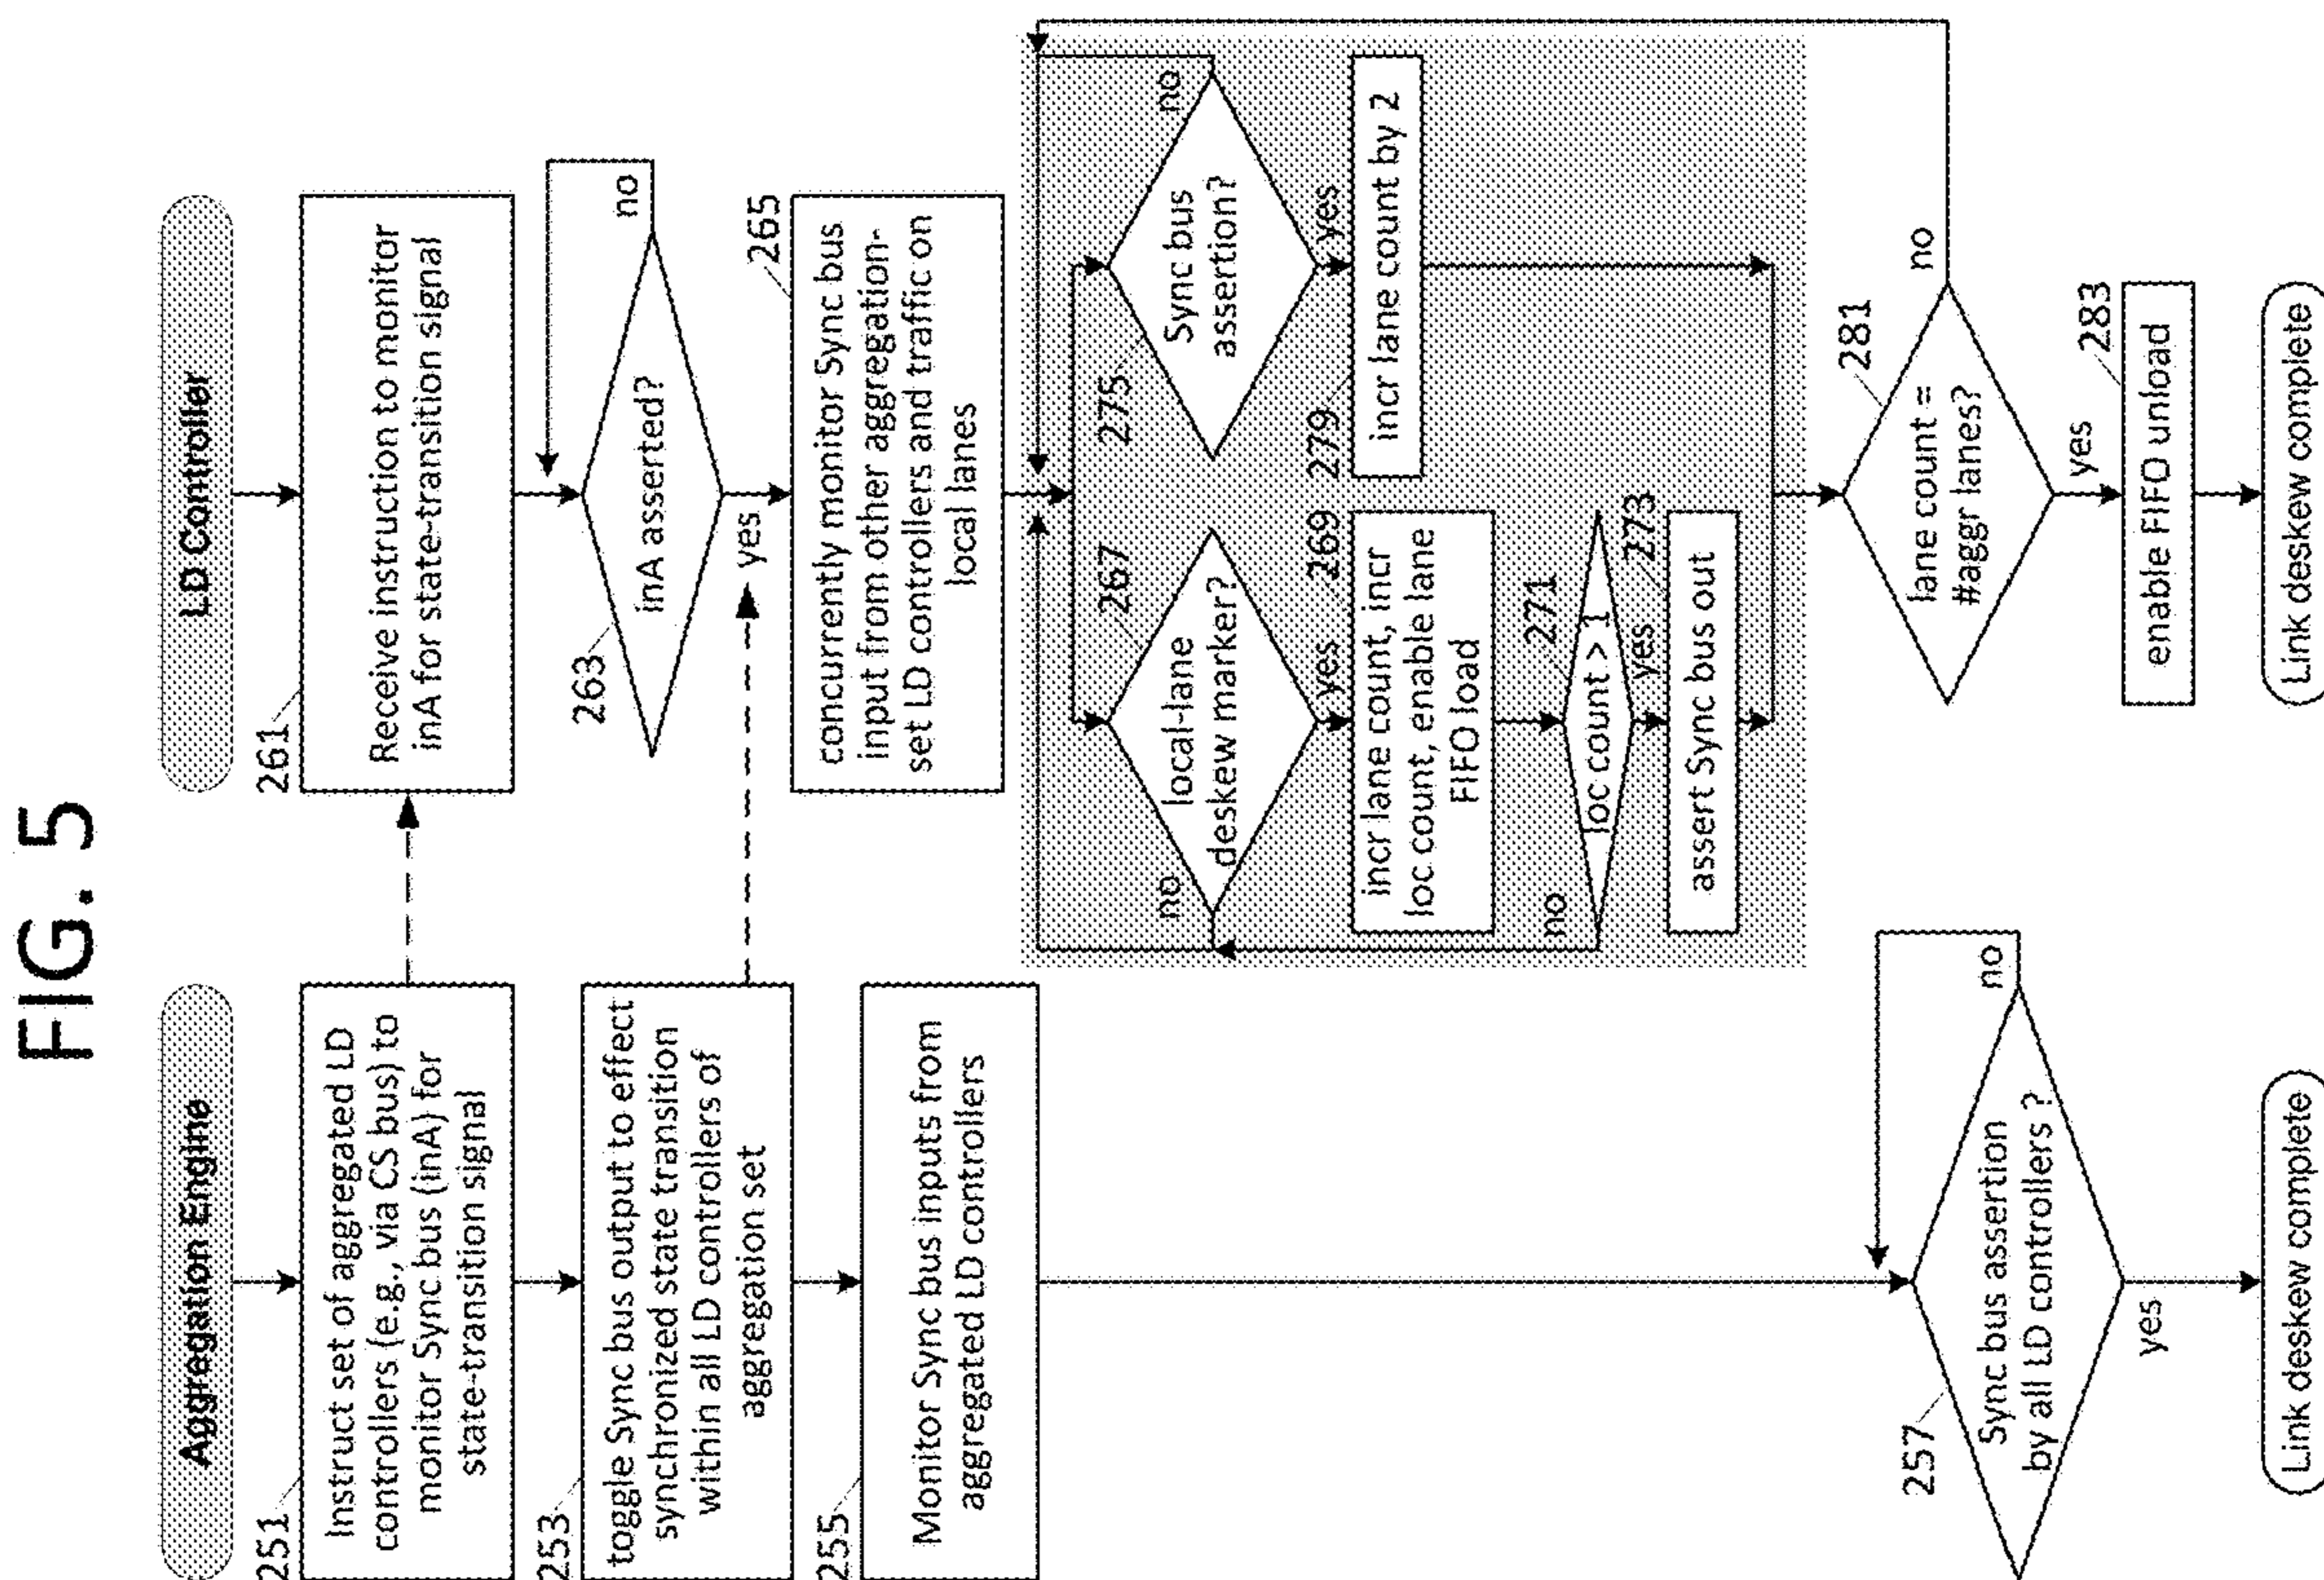 FIG. 5
Aggregation Engine
251
Instruct set of aggregated LD
controllers (e.g., via CS bus) to
monitor Sync bus (inA) for
state-transition signal
253
toggle Sync bus output to effect
synchronized state transition
within all LD controllers of
aggregation set
255
Monitor Sync bus inputs from
aggregated LD controllers
257
Sync bus assertion
by all LD controllers ?
no
yes
Link deskew complete
LD Controller
261
Receive instruction to monitor
inA for state-transition signal
263
inA asserted?
no
yes
265
concurrently monitor Sync bus
input from other aggregation-
set LD controllers and traffic on
local lanes
267
local-lane
deskew marker?
no
yes
269
incr lane count, incr
loc count, enable lane
FIFO load
271
loc count > 1
no
yes
273
assert Sync bus out
275
Sync bus
assertion?
no
yes
279
incr lane count by 2
281
lane count =
#aggr lanes?
no
yes
283
enable FIFO unload
Link deskew complete